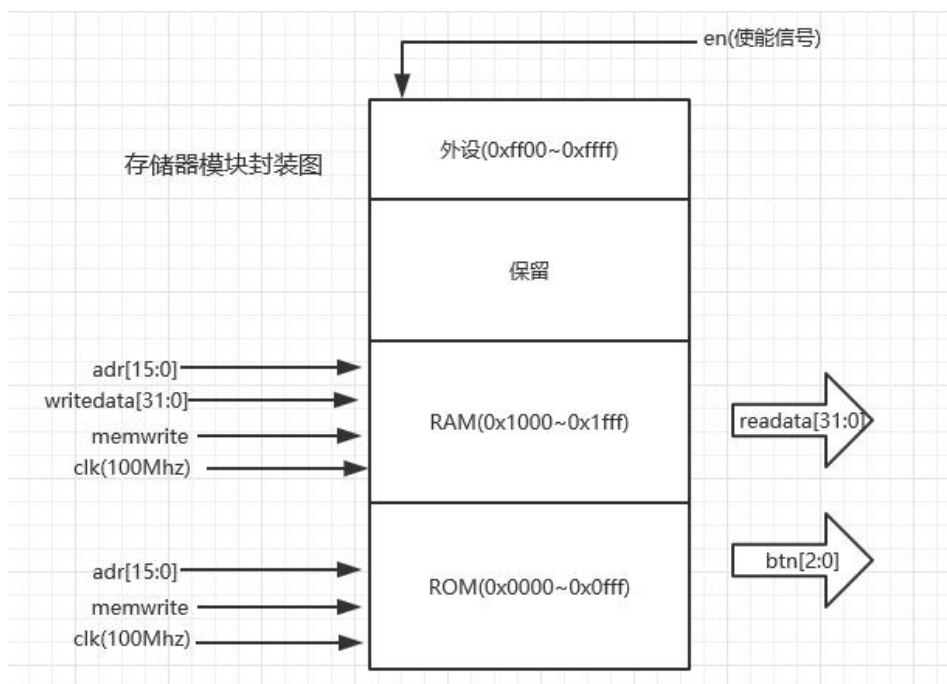 en(使能信号)
存储器模块封装图
外设(0xff00~0xffff)
保留
adr[15:0]
writedata[31:0]
memwrite
clk(100Mhz)
RAM(0x1000~0x1fff)
readata[31:0]
adr[15:0]
memwrite
clk(100Mhz)
ROM(0x0000~0x0fff)
btn[2:0]